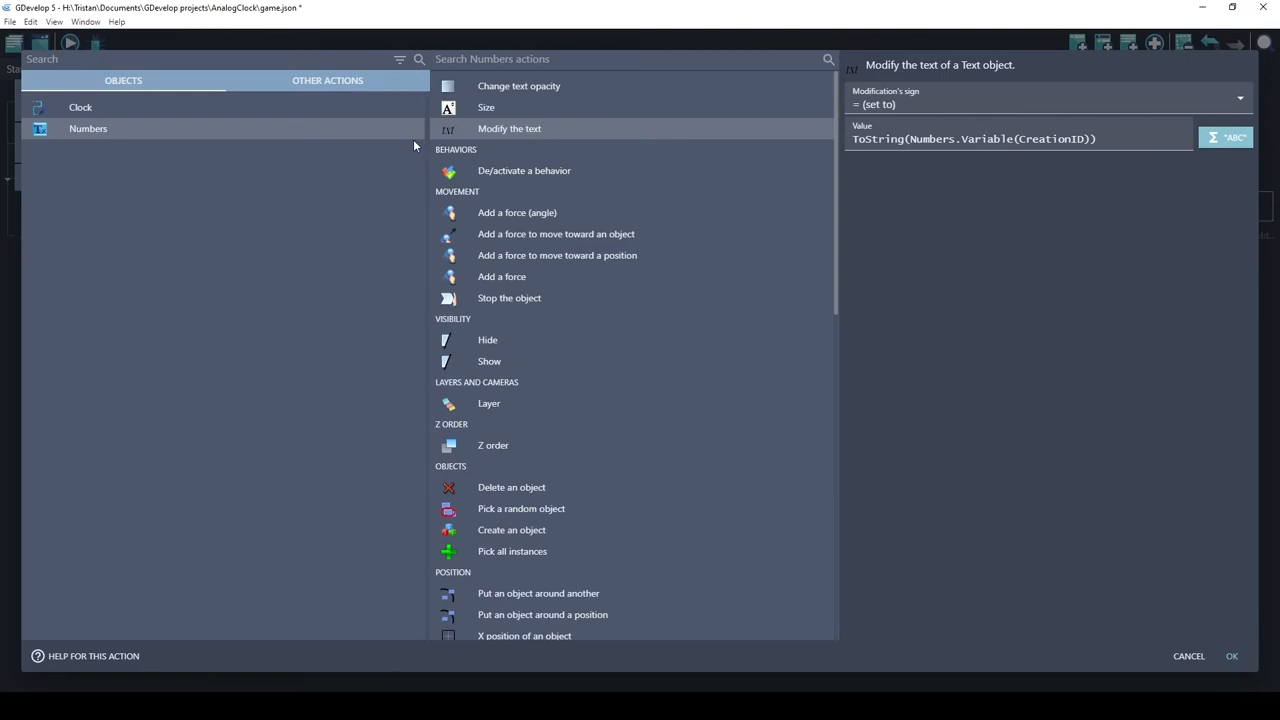 GDevelop 5 - H:\Tristan\Documents\GDevelop projects\AnalogClock\game.json *
File Edit View Window Help
Search
Search Numbers actions
Modify the text of a Text object.
OBJECTS
OTHER ACTIONS
Clock
Numbers
Change text opacity
Size
Modify the text
BEHAVIORS
De/activate a behavior
MOVEMENT
Add a force (angle)
Add a force to move toward an object
Add a force to move toward a position
Add a force
Stop the object
VISIBILITY
Hide
Show
LAYERS AND CAMERAS
Layer
Z ORDER
Z order
OBJECTS
Delete an object
Pick a random object
Create an object
Pick all instances
POSITION
Put an object around another
Put an object around a position
X position of an object
Modification's sign
= (set to)
Value
ToString(Numbers.Variable(CreationID))
Σ "ABC"
HELP FOR THIS ACTION
CANCEL
OK